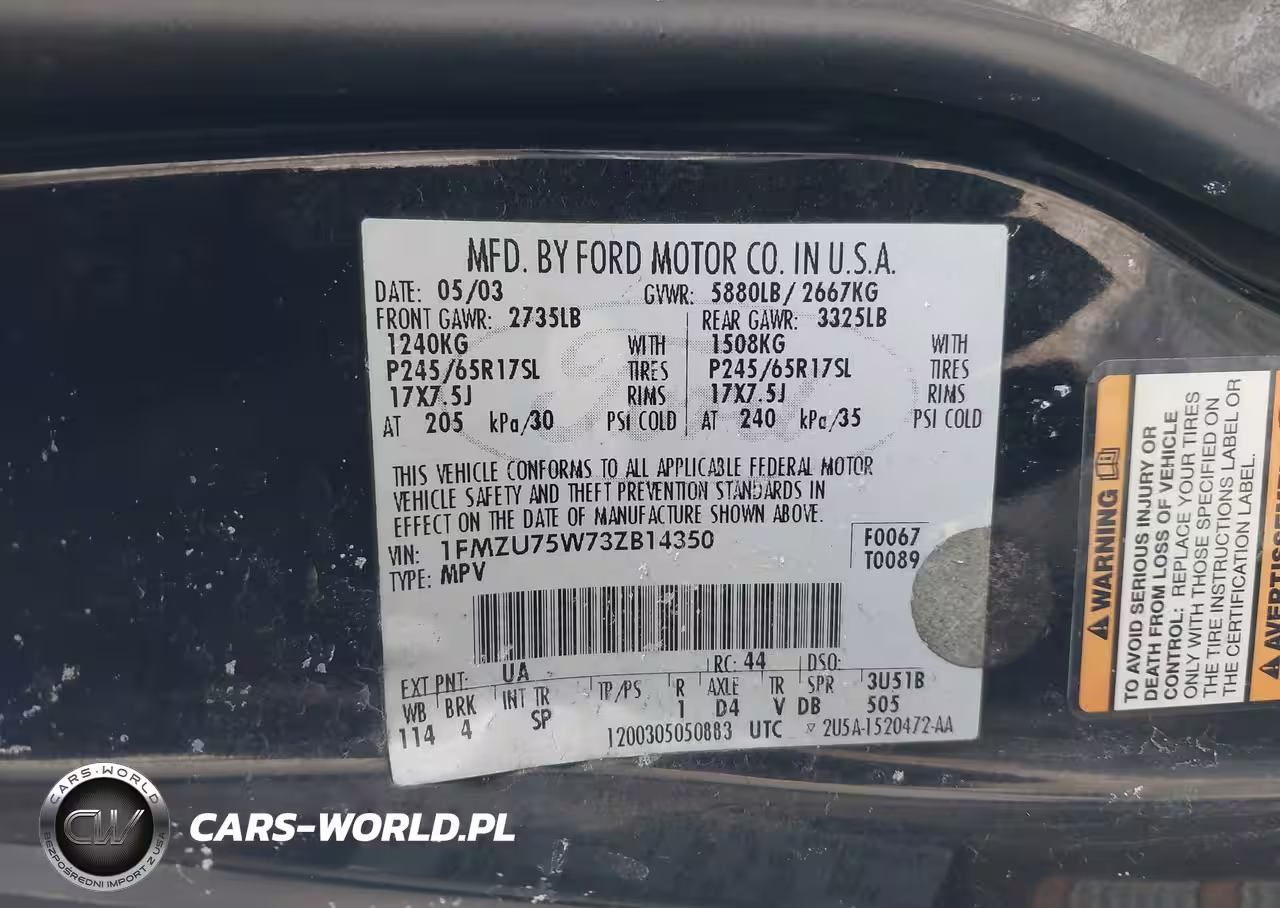 MFD. BY FORD MOTOR CO. IN U.S.A.
DATE: 05/03 GVWR: 5880LB/2667KG
FRONT GAWR: 2735LB REAR GAWR: 3325LB
1240KG WITH 1508KG WITH
P245/65R17SL TIRES P245/65R17SL TIRES
17X7.5J RIMS 17X7.5J RIMS
AT 205 kPa/30 PSI COLD AT 240 kPa/35 PSI COLD
THIS VEHICLE CONFORMS TO ALL APPLICABLE FEDERAL MOTOR
VEHICLE SAFETY AND THEFT PREVENTION STANDARDS IN
EFFECT ON THE DATE OF MANUFACTURE SHOWN ABOVE.
VIN: 1FMZU75W73ZB14350 F0067
TYPE: MPV T0089
EXT PNT: UA RC: 44 DSO:
WB BRK INT TR TP/PS R AXLE TR SPR 3U51B
114 4 SP 1 D4 V DB 505
1200305050883 UTC ▽ 2U5A-1520472-AA
⚠ WARNING
TO AVOID SERIOUS INJURY OR
DEATH FROM LOSS OF VEHICLE
CONTROL: REPLACE YOUR TIRES
ONLY WITH THOSE SPECIFIED ON
THE TIRE INSTRUCTIONS LABEL OR
THE CERTIFICATION LABEL.
CARS-WORLD
CW
BEZPOŚREDNI IMPORT Z USA
CARS-WORLD.PL